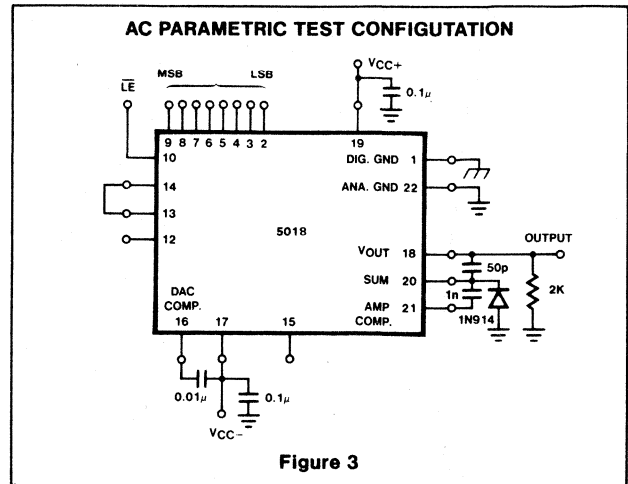 AC PARAMETRIC TEST CONFIGUTATION
VCC+
MSB LSB
LE
0.1μ
9 8 7 6 5 4 3 2 19
10 DIG. GND 1
14 ANA. GND 22
13
12 5018
VOUT 18 OUTPUT
50p
SUM 20
2K
1n
DAC COMP.
AMP COMP. 21
1N914
16 17 15
0.01μ 0.1μ
VCC−
Figure 3